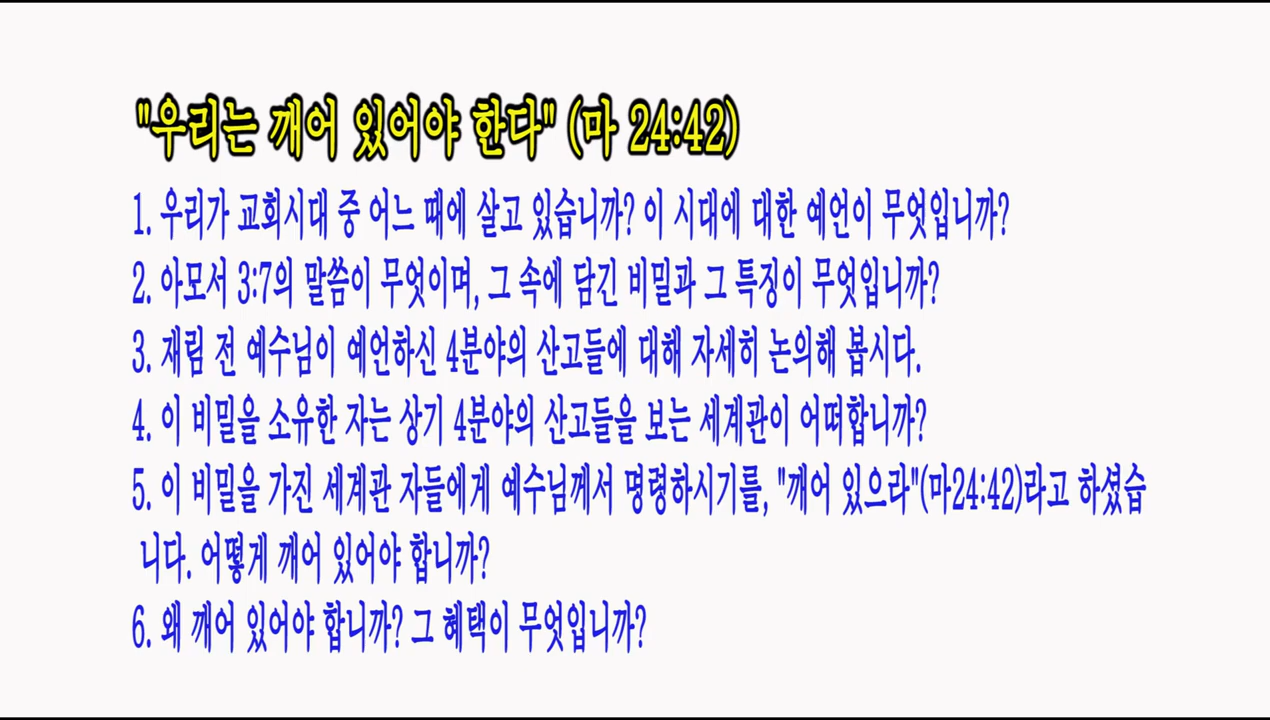 "우리는 깨어 있어야 한다" (마 24:42)
1. 우리가 교회시대 중 어느 때에 살고 있습니까? 이 시대에 대한 예언이 무엇입니까?
2. 아모서 3:7의 말씀이 무엇이며, 그 속에 담긴 비밀과 그 특징이 무엇입니까?
3. 재림 전 예수님이 예언하신 4분야의 산고들에 대해 자세히 논의해 봅시다.
4. 이 비밀을 소유한 자는 상기 4분야의 산고들을 보는 세계관이 어떠합니까?
5. 이 비밀을 가진 세계관 자들에게 예수님께서 명령하시기를, "깨어 있으라"(마24:42)라고 하셨습
니다. 어떻게 깨어 있어야 합니까?
6. 왜 깨어 있어야 합니까? 그 혜택이 무엇입니까?